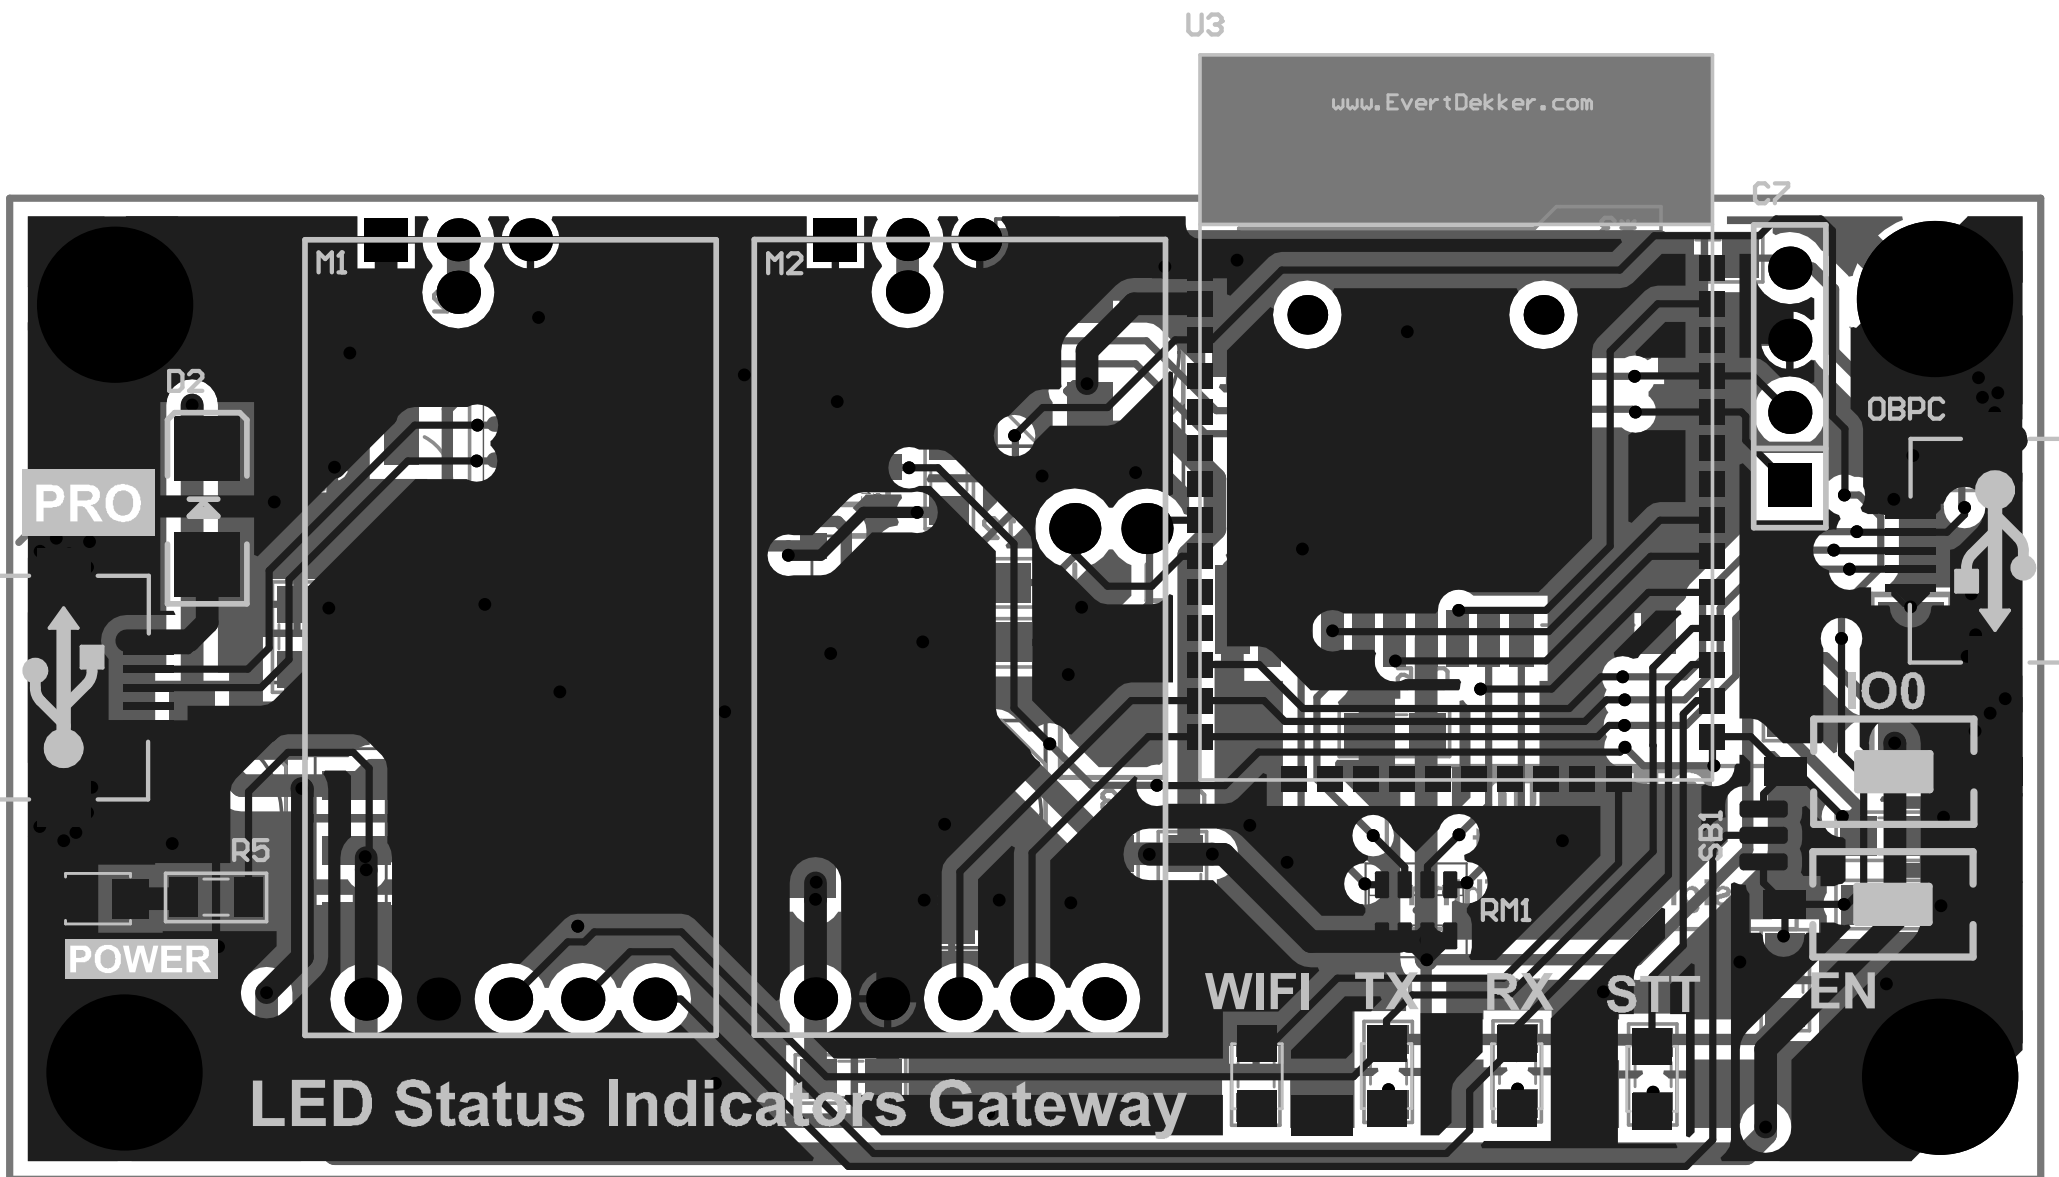 U3
www.EvertDekker.com
C7
M1
M2
D2
OBPC
PRO
IO0
SB1
R5
RM1
POWER
WIFI TX RX STT EN
LED Status Indicators Gateway